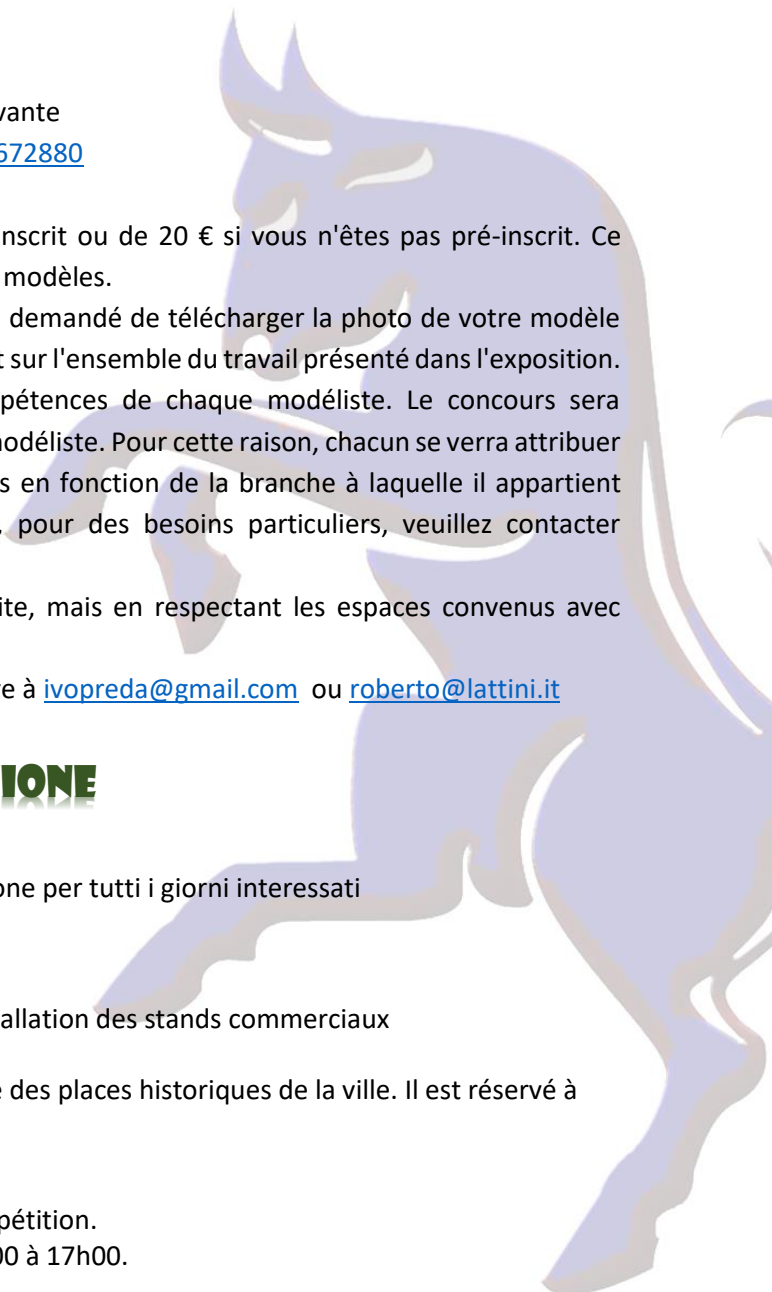 vante
672880
nscrit ou de 20 € si vous n'êtes pas pré-inscrit. Ce
modèles.
demandé de télécharger la photo de votre modèle
t sur l'ensemble du travail présenté dans l'exposition.
pétences de chaque modéliste. Le concours sera
modéliste. Pour cette raison, chacun se verra attribuer
s en fonction de la branche à laquelle il appartient
, pour des besoins particuliers, veuillez contacter
ite, mais en respectant les espaces convenus avec
e à ivopreda@gmail.com ou roberto@lattini.it
IONE
one per tutti i giorni interessati
allation des stands commerciaux
e des places historiques de la ville. Il est réservé à
pétition.
00 à 17h00.